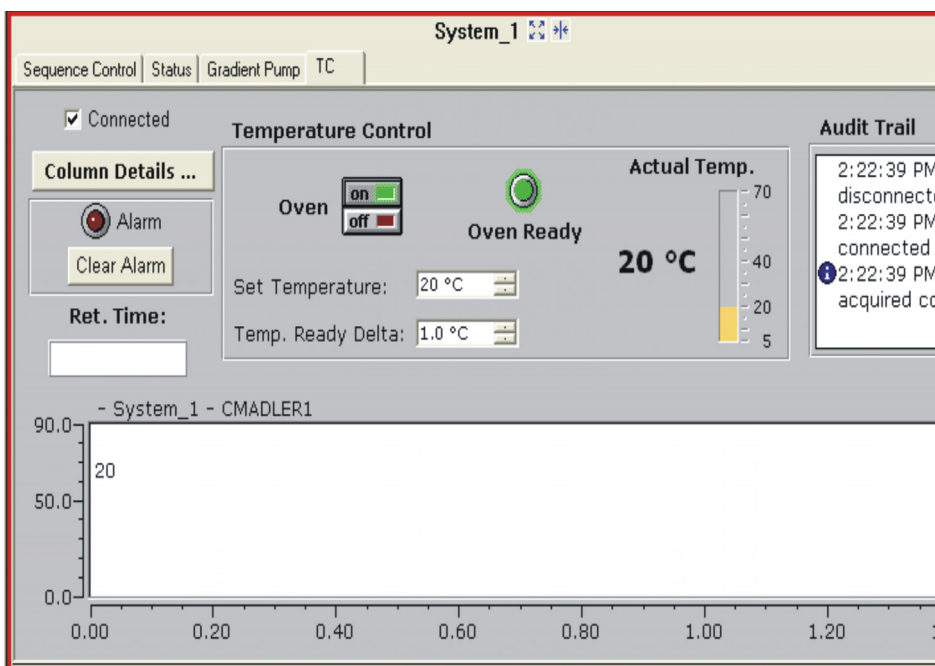 System_1
Sequence Control Status Gradient Pump TC
Connected
Column Details ...
Alarm
Clear Alarm
Ret. Time:
Temperature Control
Oven
on
off
Oven Ready
Actual Temp.
20 °C
70
40
20
5
Set Temperature: 20 °C
Temp. Ready Delta: 1.0 °C
Audit Trail
2:22:39 PM
disconnect
2:22:39 PM
connected
2:22:39 PM
acquired co
- System_1 - CMADLER1
90.0
20
50.0
0.0
0.00 0.20 0.40 0.60 0.80 1.00 1.20